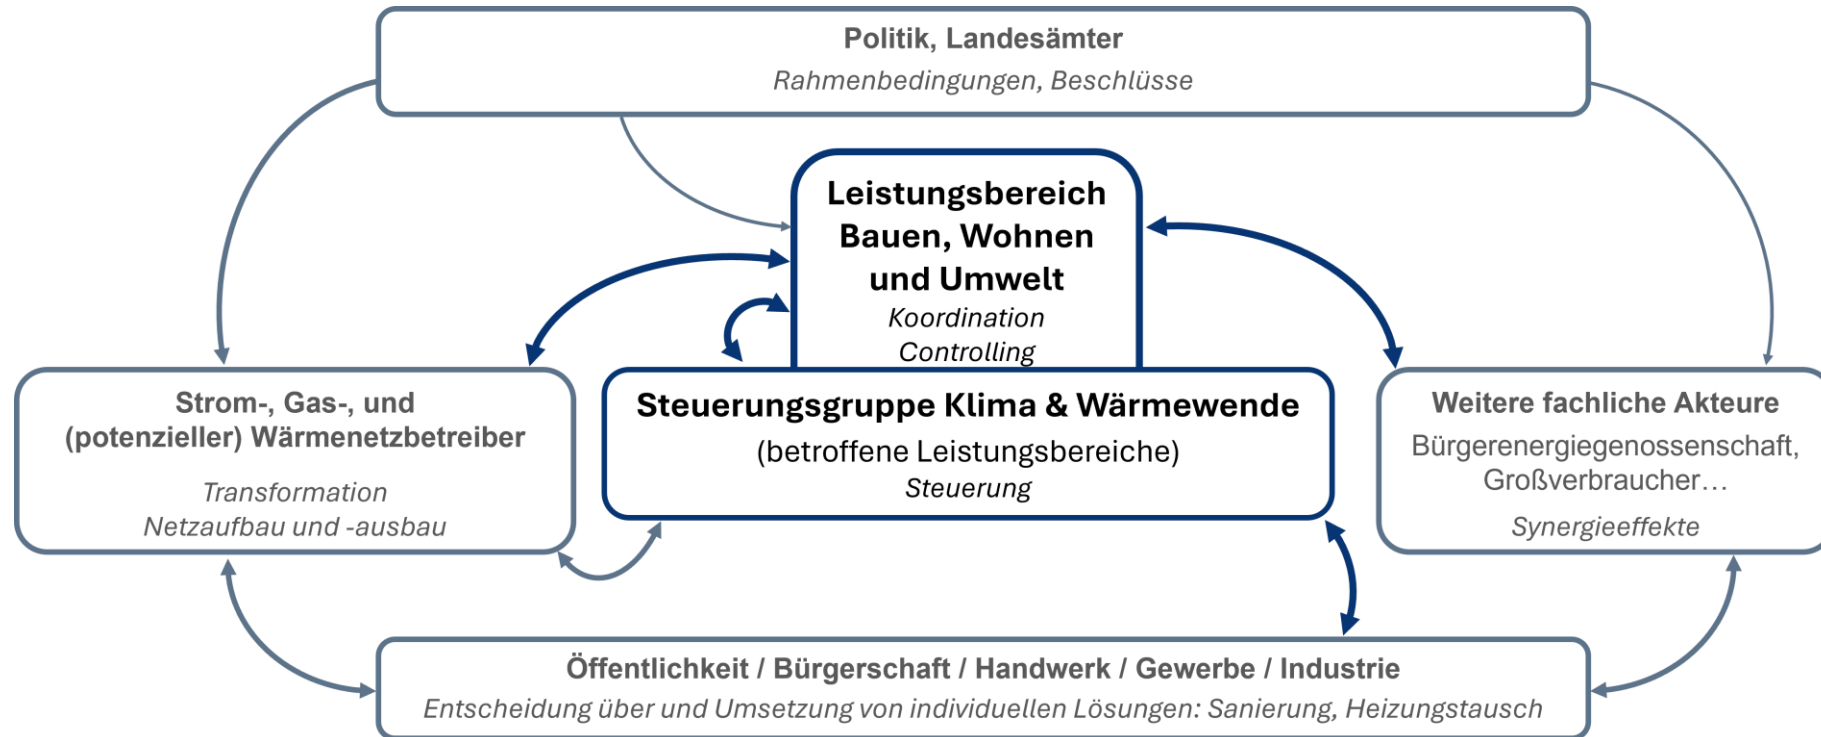 Politik, Landesämter
Rahmenbedingungen, Beschlüsse
Leistungsbereich
Bauen, Wohnen
und Umwelt
Koordination
Controlling
Strom-, Gas-, und
(potenzieller) Wärmenetzbetreiber
Transformation
Netzaufbau und -ausbau
Steuerungsgruppe Klima & Wärmewende
(betroffene Leistungsbereiche)
Steuerung
Weitere fachliche Akteure
Bürgerenergiegenossenschaft,
Großverbraucher…
Synergieeffekte
Öffentlichkeit / Bürgerschaft / Handwerk / Gewerbe / Industrie
Entscheidung über und Umsetzung von individuellen Lösungen: Sanierung, Heizungstausch